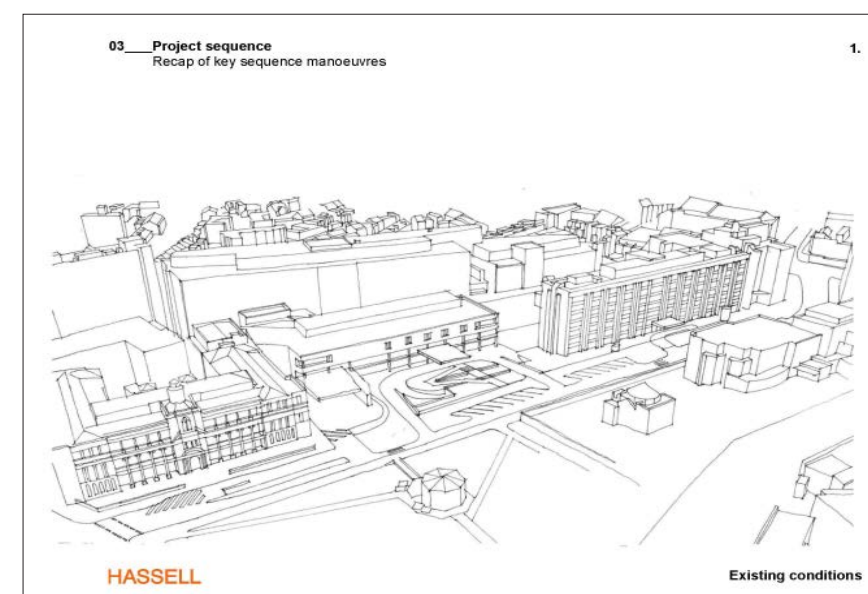 03___Project sequence
Recap of key sequence manoeuvres
1.
HASSELL
Existing conditions